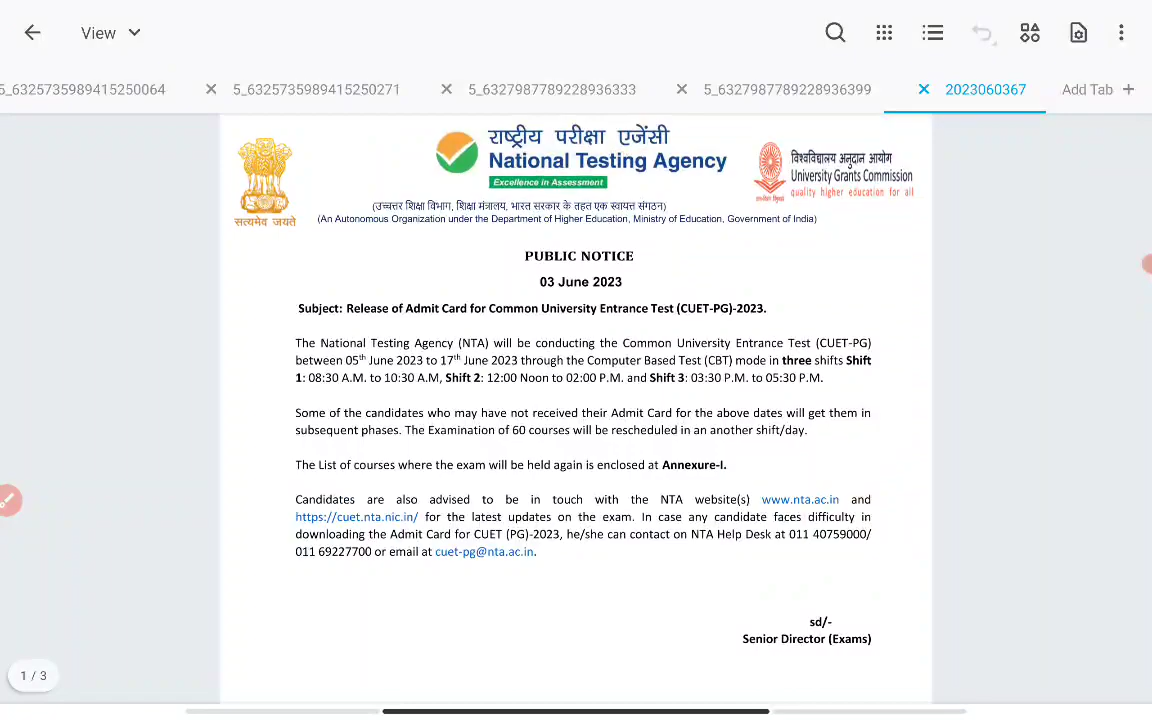 View
5_6325735989415250064
5_6325735989415250271
5_6327987789228936333
5_6327987789228936399
2023060367
Add Tab +
राष्ट्रीय परीक्षा एजेंसी
National Testing Agency
Excellence in Assessment
सत्यमेव जयते
विश्वविद्यालय अनुदान आयोग
University Grants Commission
quality higher education for all
(उच्चत्तर शिक्षा विभाग, शिक्षा मंत्रालय, भारत सरकार के तहत एक स्वायत्त संगठन)
(An Autonomous Organization under the Department of Higher Education, Ministry of Education, Government of India)
PUBLIC NOTICE
03 June 2023
Subject: Release of Admit Card for Common University Entrance Test (CUET-PG)-2023.
The National Testing Agency (NTA) will be conducting the Common University Entrance Test (CUET-PG)
between 05th June 2023 to 17th June 2023 through the Computer Based Test (CBT) mode in three shifts Shift
1: 08:30 A.M. to 10:30 A.M, Shift 2: 12:00 Noon to 02:00 P.M. and Shift 3: 03:30 P.M. to 05:30 P.M.
Some of the candidates who may have not received their Admit Card for the above dates will get them in
subsequent phases. The Examination of 60 courses will be rescheduled in an another shift/day.
The List of courses where the exam will be held again is enclosed at Annexure-I.
Candidates are also advised to be in touch with the NTA website(s) www.nta.ac.in and
https://cuet.nta.nic.in/ for the latest updates on the exam. In case any candidate faces difficulty in
downloading the Admit Card for CUET (PG)-2023, he/she can contact on NTA Help Desk at 011 40759000/
011 69227700 or email at cuet-pg@nta.ac.in.
sd/-
Senior Director (Exams)
1 / 3